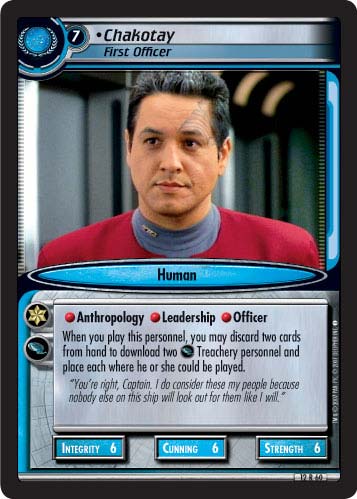 7 •Chakotay
First Officer
Human
Anthropology Leadership Officer
When you play this personnel, you may discard two cards
from hand to download two Treachery personnel and
place each where he or she could be played.
"You're right, Captain. I do consider these my people because
nobody else on this ship will look out for them like I will."
INTEGRITY 6 CUNNING 6 STRENGTH 6
12 R 60